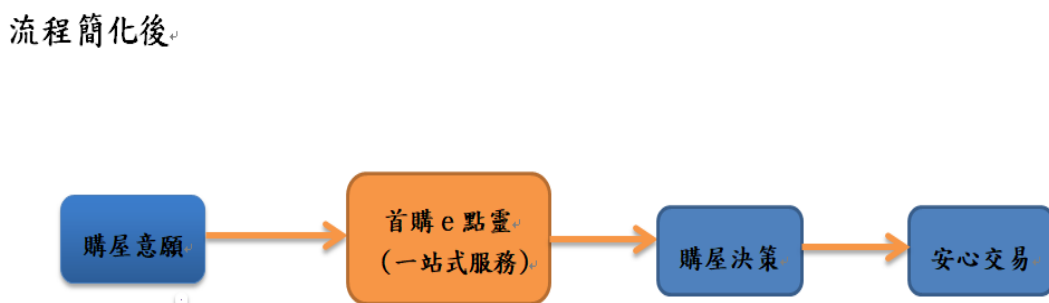 流程簡化後
購屋意願
首購e點靈
(一站式服務)
購屋決策
安心交易